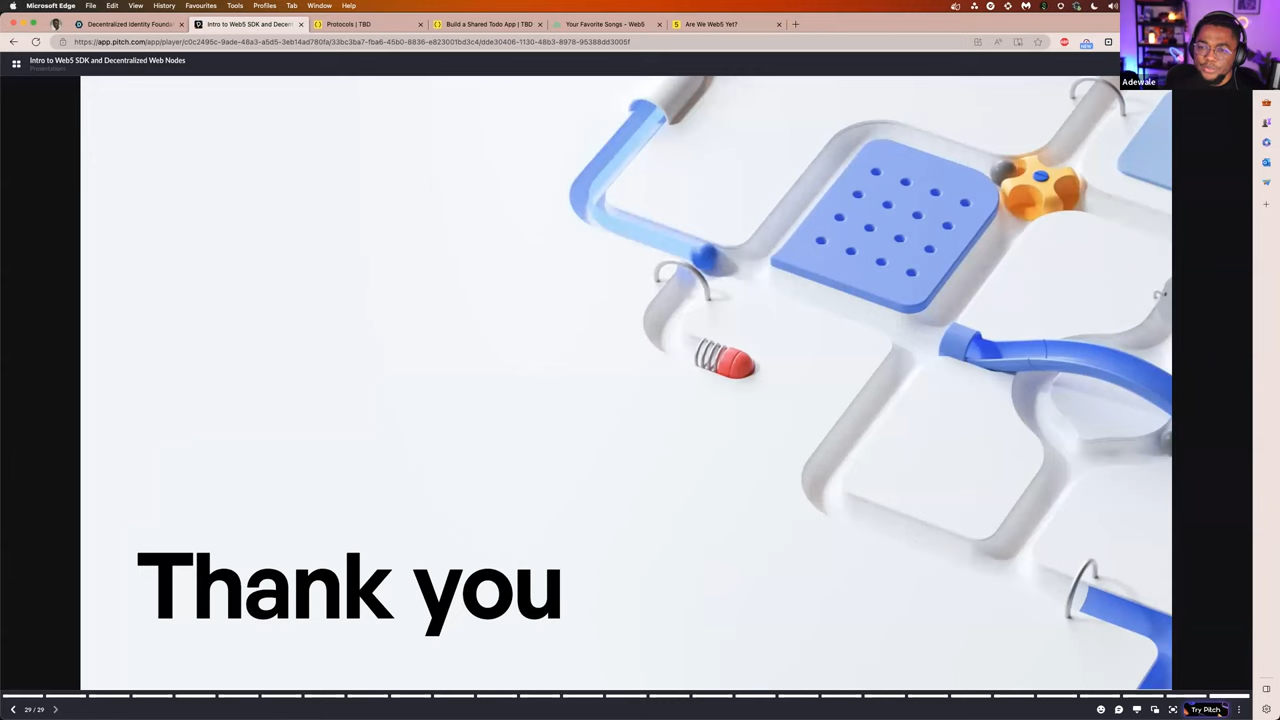 Microsoft Edge File Edit View History Favourites Tools Profiles Tab Window Help
Decentralized Identity Founda
Intro to Web5 SDK and Decent
Protocols | TBD
Build a Shared Todo App | TBD
Your Favorite Songs - Web5
Are We Web5 Yet?
https://app.pitch.com/app/player/c0c2495c-9ade-48a3-a5d5-3eb14ad780fa/33bc3ba7-fba6-45b0-8836-e823001bd3c4/dde30406-1130-48b3-8978-95388dd3005f
Intro to Web5 SDK and Decentralized Web Nodes
Presentations
Adewale
Thank you
29 / 29
Try Pitch